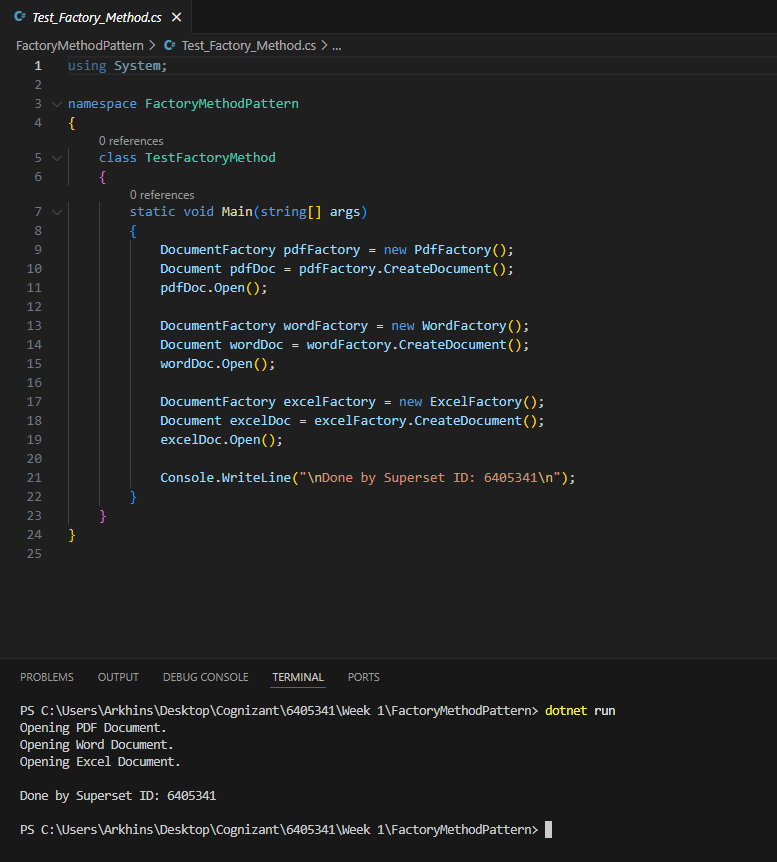 Test_Factory_Method.cs
FactoryMethodPattern > Test_Factory_Method.cs > ...
1 using System;
2
3 namespace FactoryMethodPattern
4 {
0 references
5 class TestFactoryMethod
6 {
0 references
7 static void Main(string[] args)
8 {
9 DocumentFactory pdfFactory = new PdfFactory();
10 Document pdfDoc = pdfFactory.CreateDocument();
11 pdfDoc.Open();
12
13 DocumentFactory wordFactory = new WordFactory();
14 Document wordDoc = wordFactory.CreateDocument();
15 wordDoc.Open();
16
17 DocumentFactory excelFactory = new ExcelFactory();
18 Document excelDoc = excelFactory.CreateDocument();
19 excelDoc.Open();
20
21 Console.WriteLine("\nDone by Superset ID: 6405341\n");
22 }
23 }
24 }
25
PROBLEMS OUTPUT DEBUG CONSOLE TERMINAL PORTS
PS C:\Users\Arkhins\Desktop\Cognizant\6405341\Week 1\FactoryMethodPattern> dotnet run
Opening PDF Document.
Opening Word Document.
Opening Excel Document.
Done by Superset ID: 6405341
PS C:\Users\Arkhins\Desktop\Cognizant\6405341\Week 1\FactoryMethodPattern>